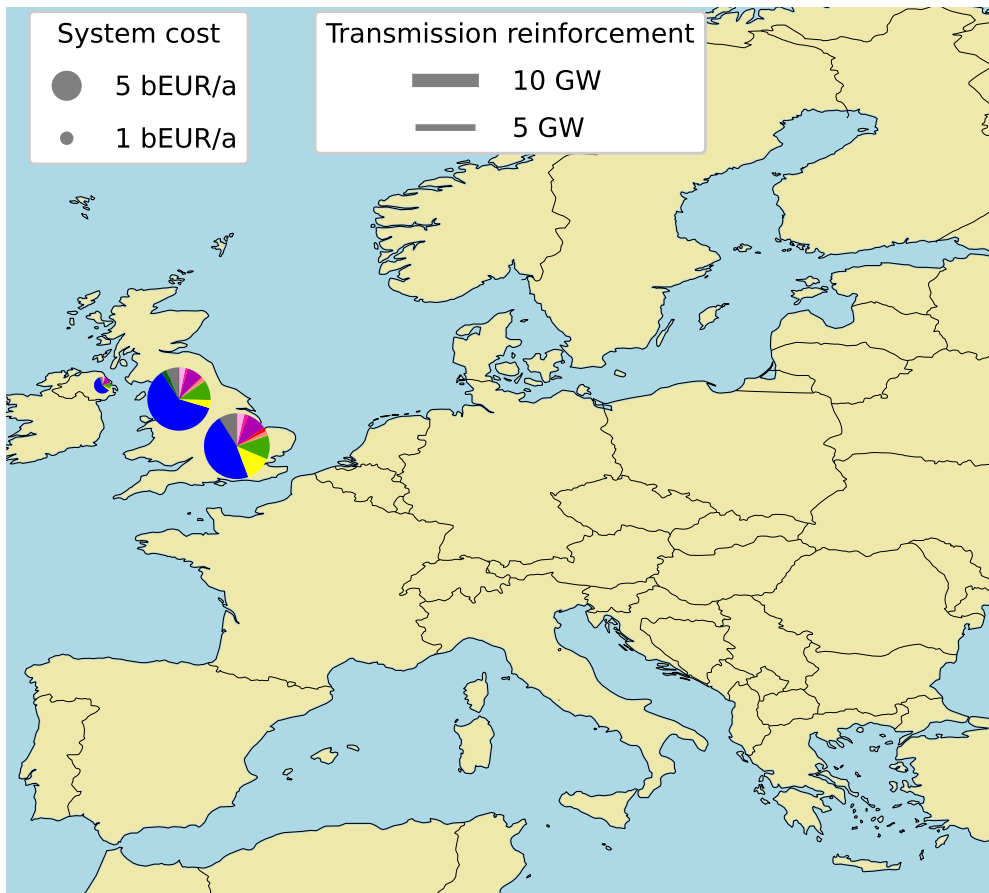 System cost
5 bEUR/a
1 bEUR/a
Transmission reinforcement
10 GW
5 GW